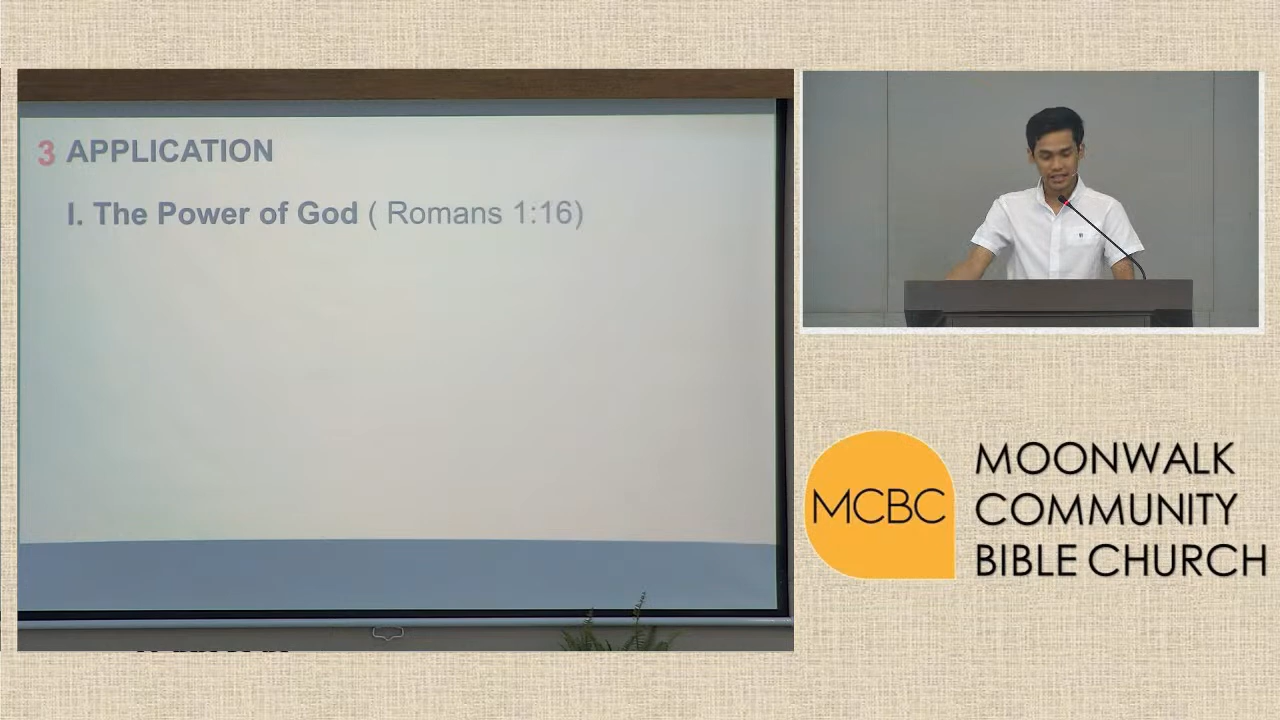 3 APPLICATION
I. The Power of God ( Romans 1:16)
MCBC
MOONWALK
COMMUNITY
BIBLE CHURCH